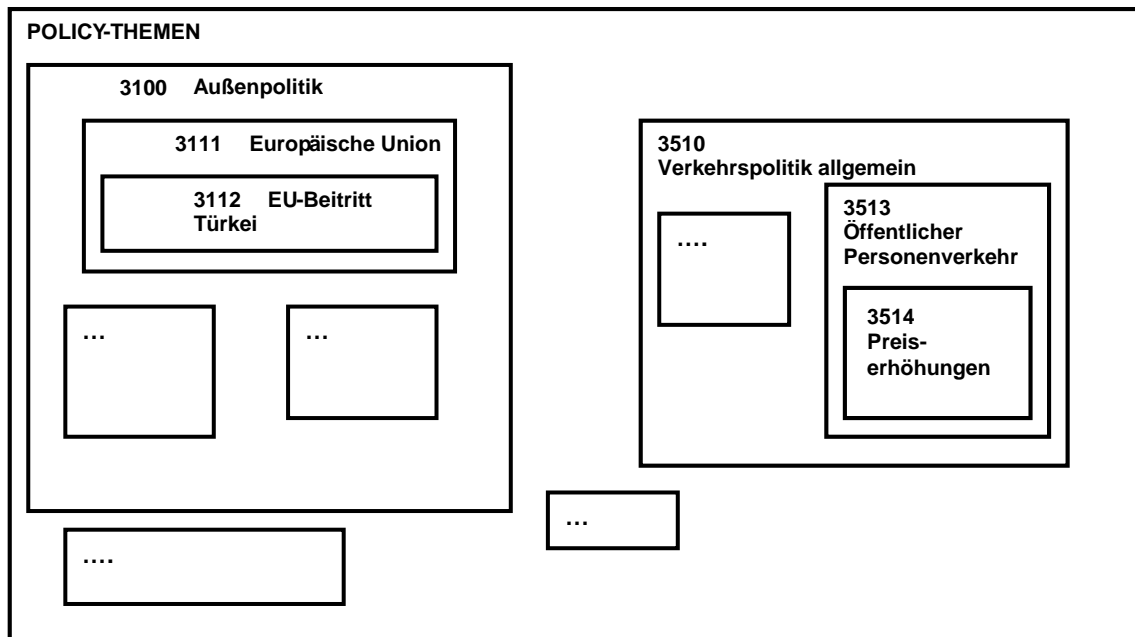 POLICY-THEMEN
3100 Außenpolitik
3111 Europäische Union
3112 EU-Beitritt
Türkei
...
...
....
3510
Verkehrspolitik allgemein
....
3513
Öffentlicher
Personenverkehr
3514
Preis-
erhöhungen
...